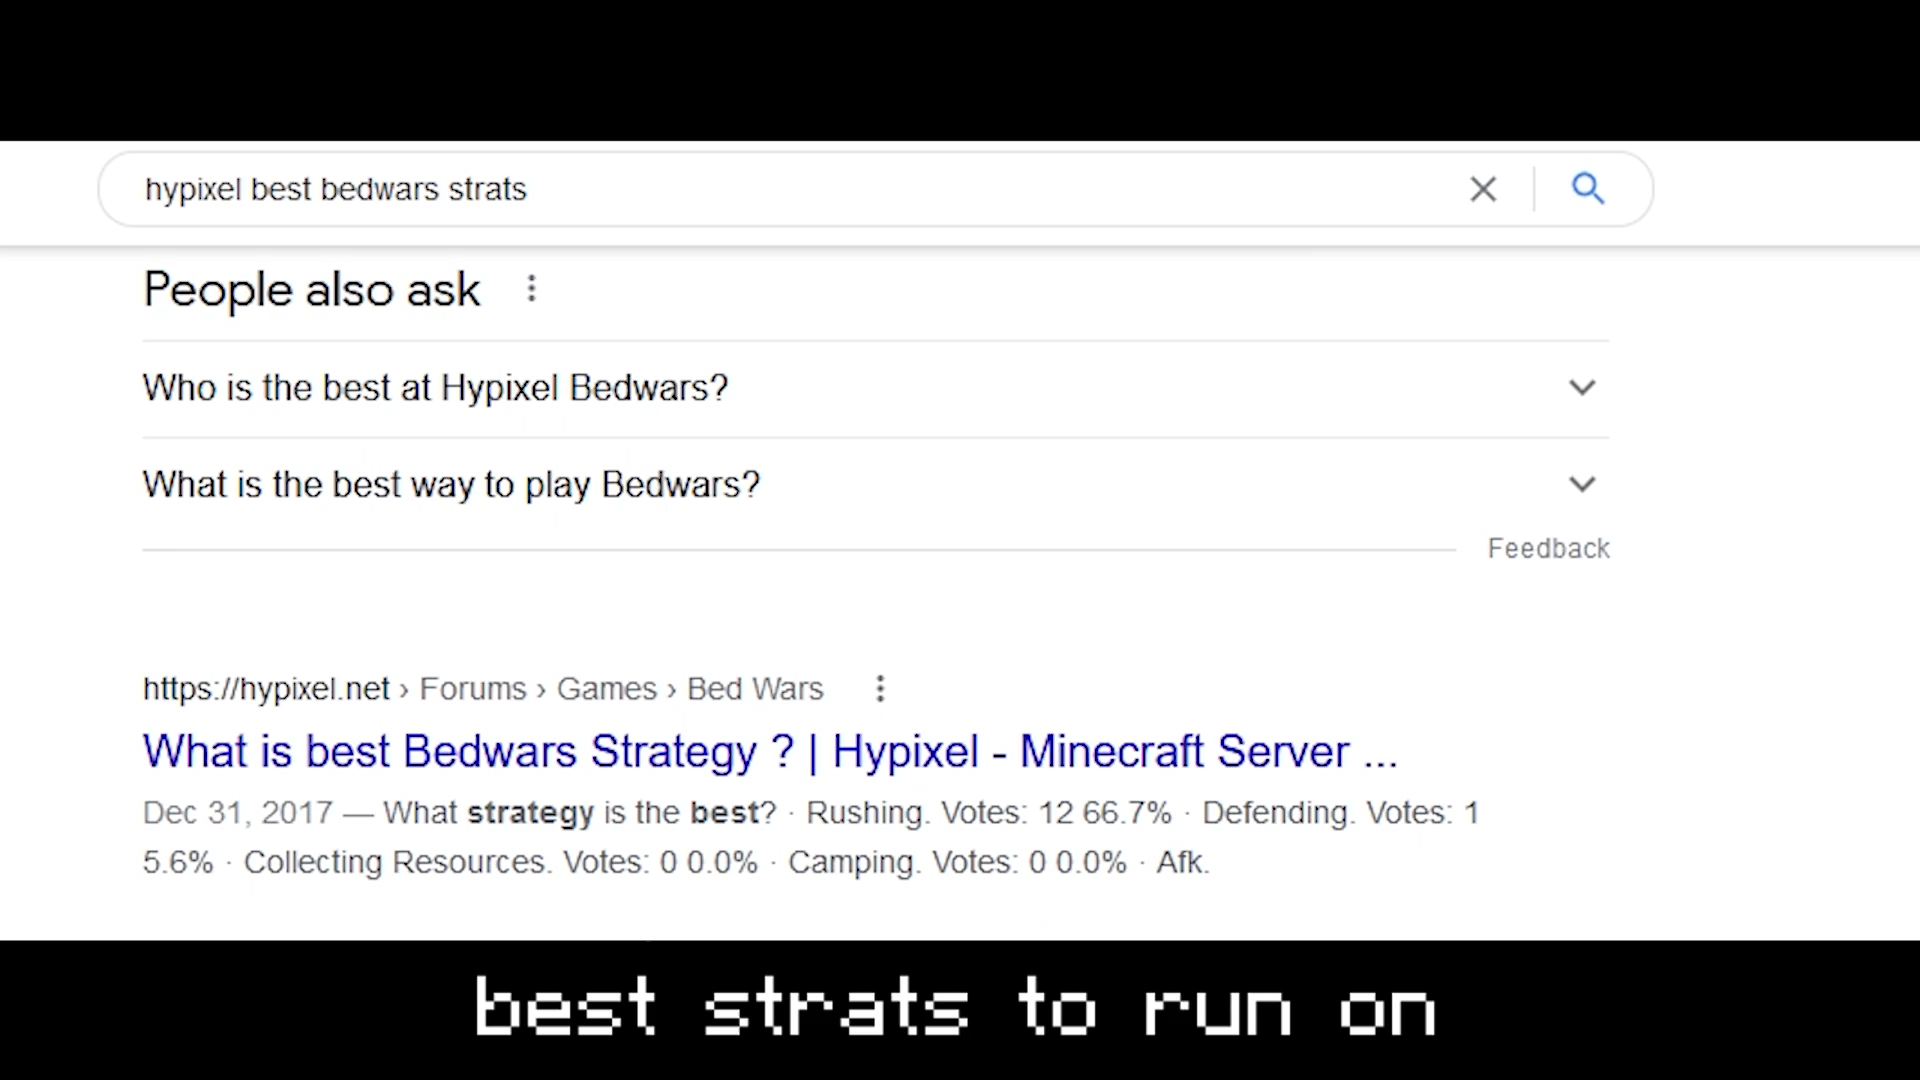 hypixel best bedwars strats
People also ask
Who is the best at Hypixel Bedwars?
What is the best way to play Bedwars?
Feedback
https://hypixel.net › Forums › Games › Bed Wars
What is best Bedwars Strategy ? | Hypixel - Minecraft Server ...
Dec 31, 2017 — What strategy is the best? · Rushing. Votes: 12 66.7% · Defending. Votes: 1
5.6% · Collecting Resources. Votes: 0 0.0% · Camping. Votes: 0 0.0% · Afk.
best strats to run on